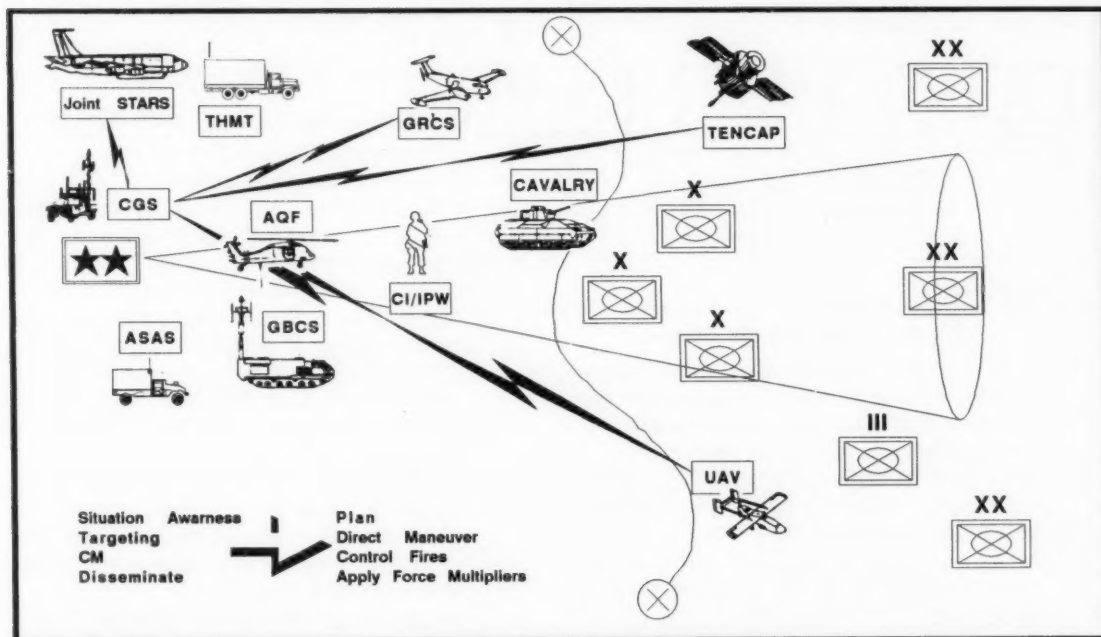 XX
Joint STARS
THMT
GRCS
TENCAP
CGS
CAVALRY
X
AQF
XX
X
CI/IPW
X
ASAS
GBCS
III
UAV
XX
Situation Awarness
Targeting
CM
Disseminate
Plan
Direct Maneuver
Control Fires
Apply Force Multipliers